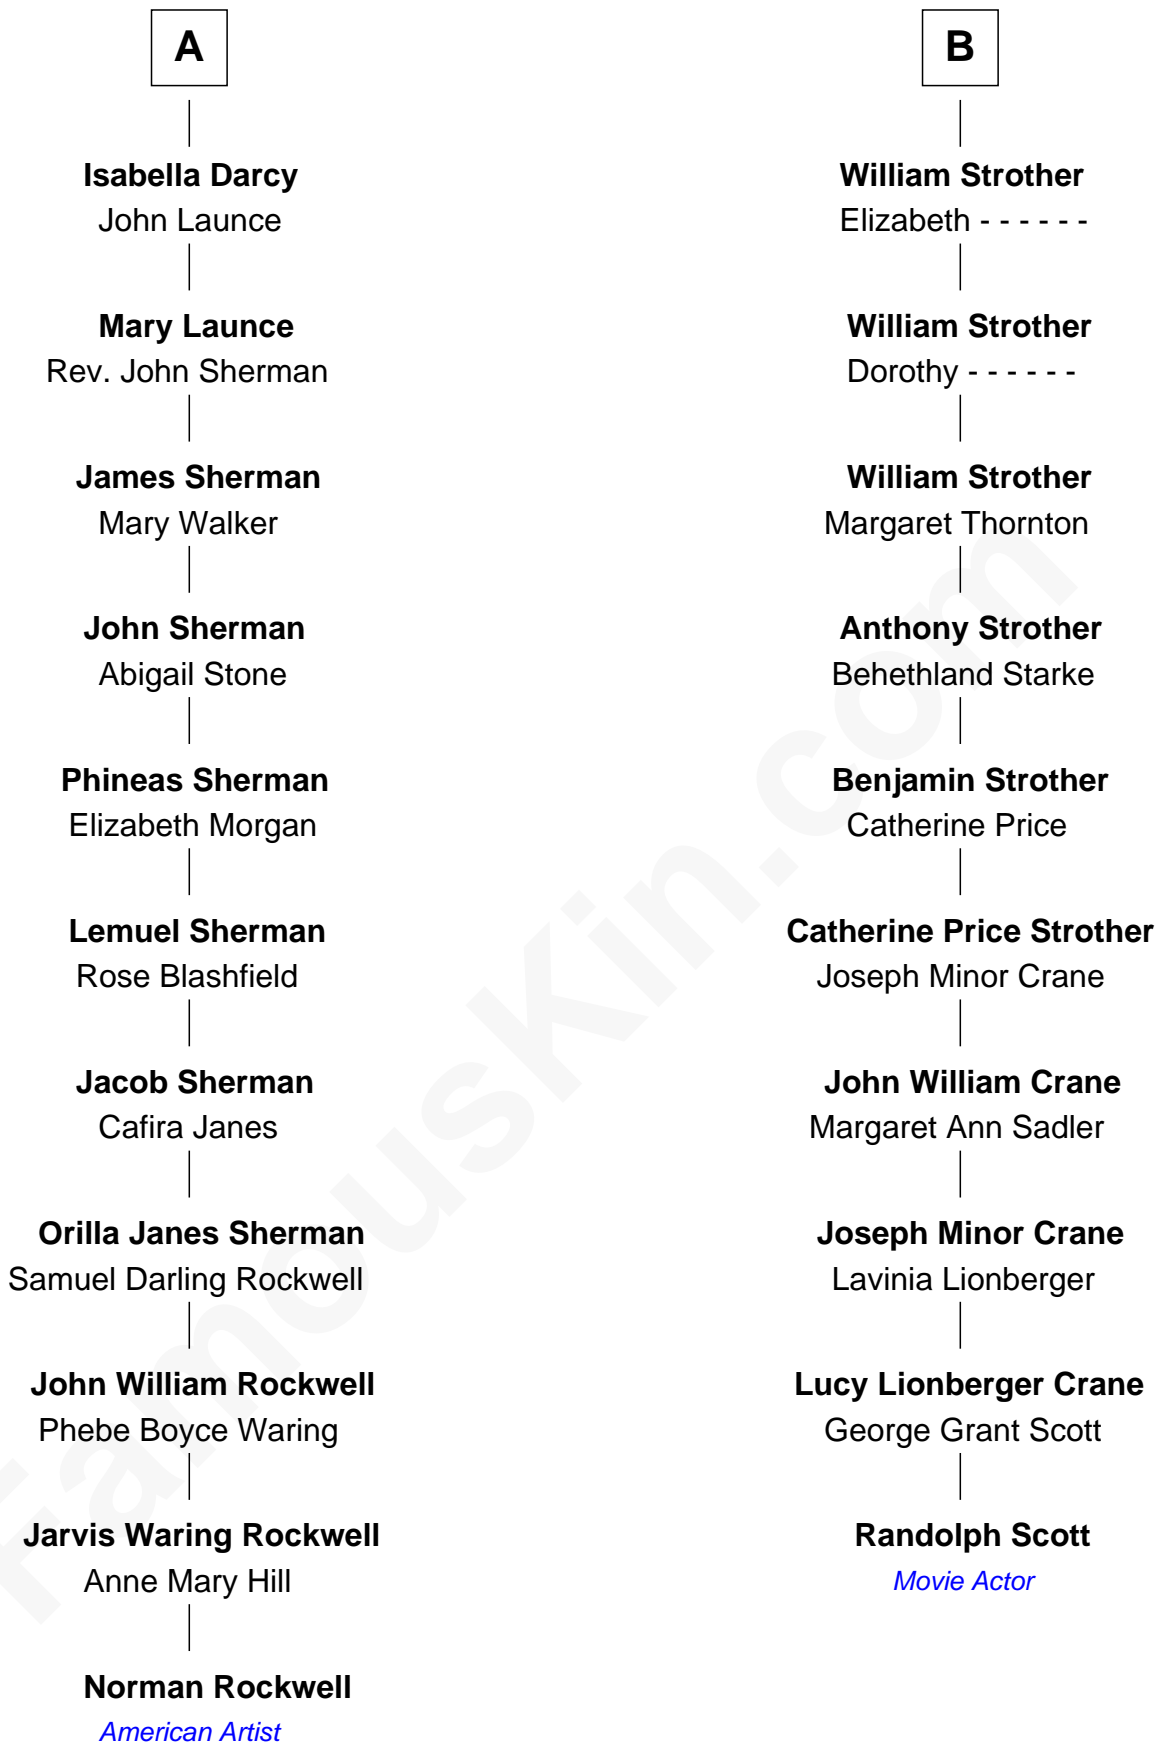 A
Isabella Darcy
John Launce
Mary Launce
Rev. John Sherman
James Sherman
Mary Walker
John Sherman
Abigail Stone
Phineas Sherman
Elizabeth Morgan
Lemuel Sherman
Rose Blashfield
Jacob Sherman
Cafira Janes
Orilla Janes Sherman
Samuel Darling Rockwell
John William Rockwell
Phebe Boyce Waring
Jarvis Waring Rockwell
Anne Mary Hill
Norman Rockwell
American Artist
B
William Strother
Elizabeth - - - - - -
William Strother
Dorothy - - - - - -
William Strother
Margaret Thornton
Anthony Strother
Behethland Starke
Benjamin Strother
Catherine Price
Catherine Price Strother
Joseph Minor Crane
John William Crane
Margaret Ann Sadler
Joseph Minor Crane
Lavinia Lionberger
Lucy Lionberger Crane
George Grant Scott
Randolph Scott
Movie Actor
FamousKin.com